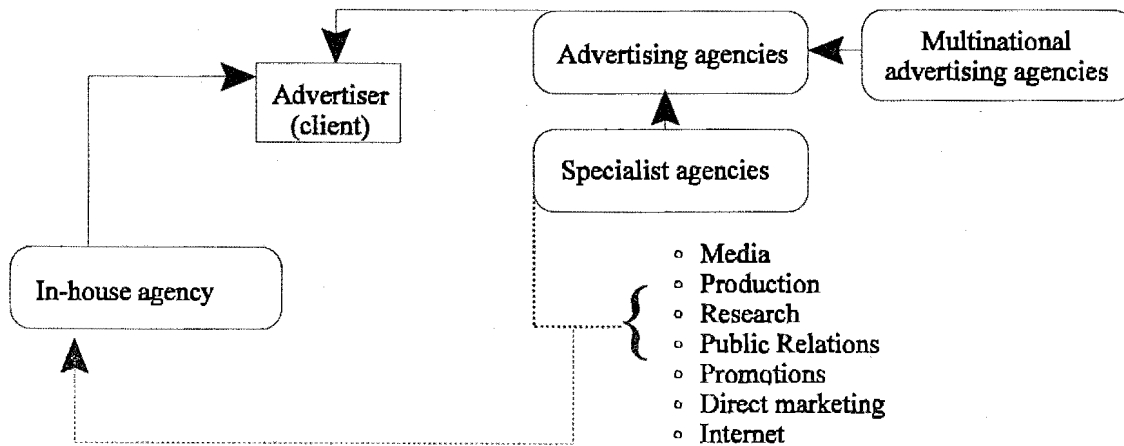 Advertising agencies
Multinational
advertising agencies
Advertiser
(client)
Specialist agencies
In-house agency
Media
Production
Research
Public Relations
Promotions
Direct marketing
Internet